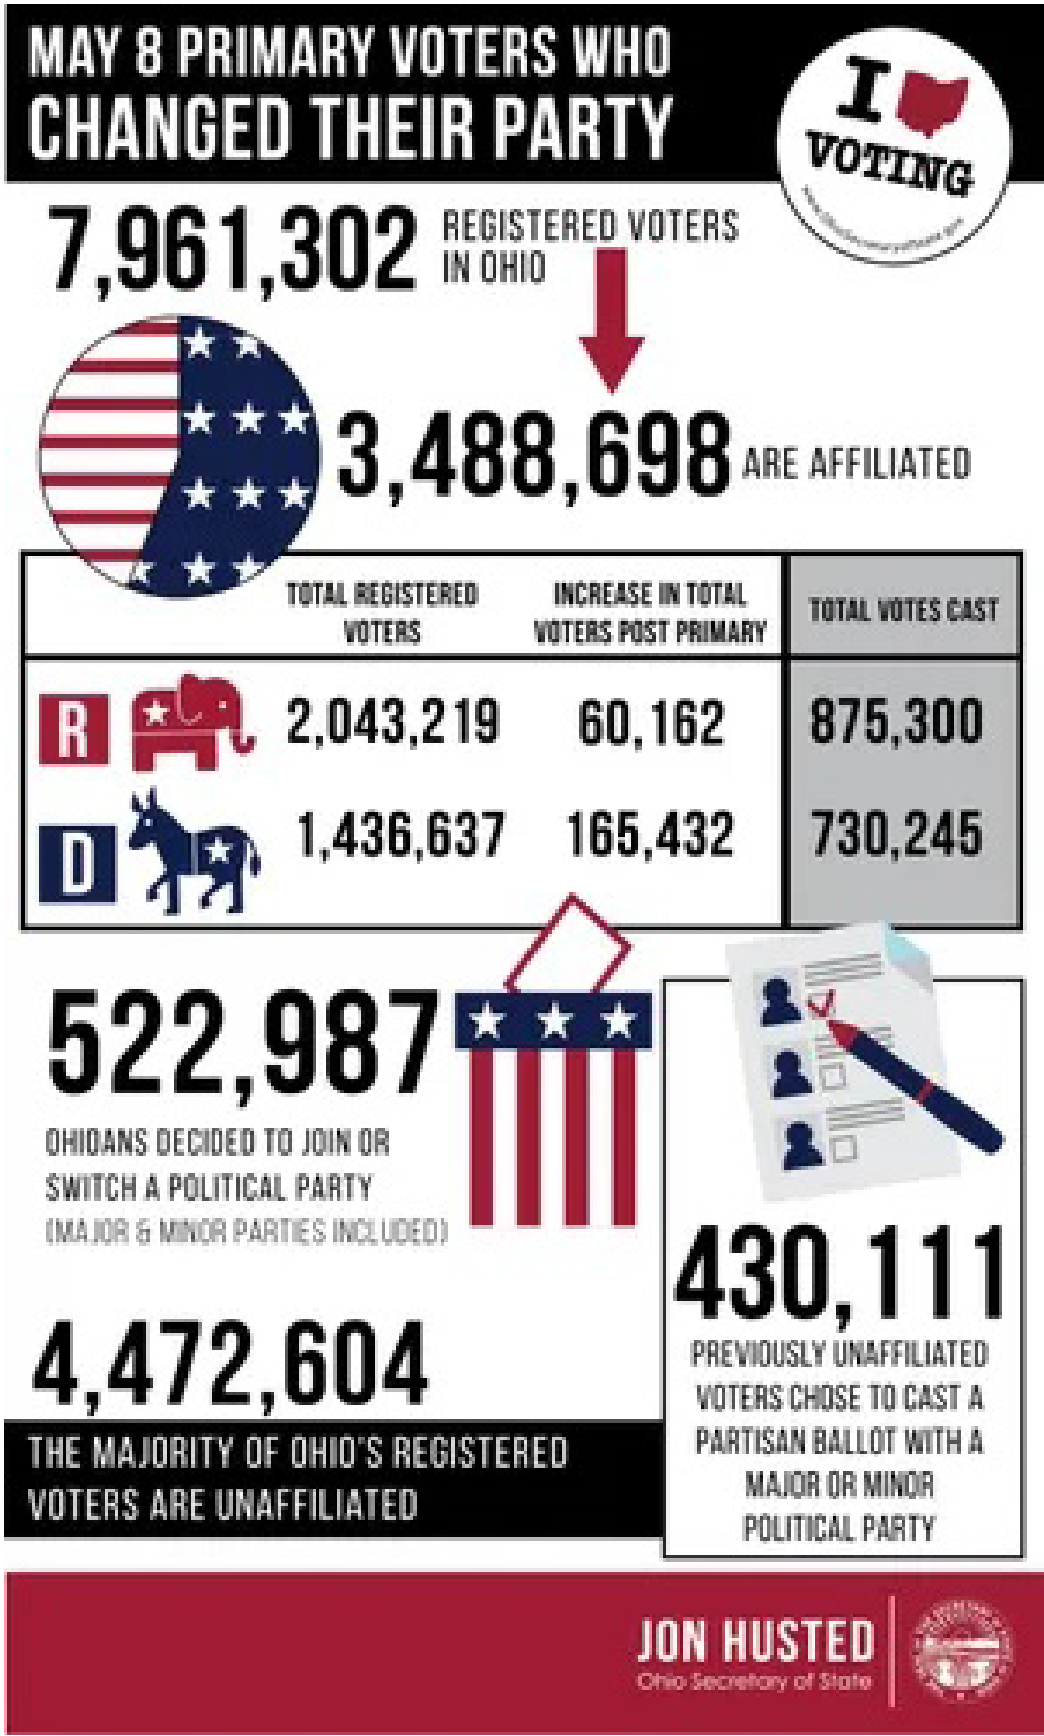 MAY 8 PRIMARY VOTERS WHO
CHANGED THEIR PARTY
I
VOTING
7,961,302
REGISTERED VOTERS
IN OHIO
3,488,698 ARE AFFILIATED
TOTAL REGISTERED
VOTERS
INCREASE IN TOTAL
VOTERS POST PRIMARY
TOTAL VOTES CAST
R 2,043,219 60,162 875,300
D 1,436,637 165,432 730,245
522,987
OHIOANS DECIDED TO JOIN OR
SWITCH A POLITICAL PARTY
(MAJOR & MINOR PARTIES INCLUDED)
4,472,604
THE MAJORITY OF OHIO'S REGISTERED
VOTERS ARE UNAFFILIATED
430,111
PREVIOUSLY UNAFFILIATED
VOTERS CHOSE TO CAST A
PARTISAN BALLOT WITH A
MAJOR OR MINOR
POLITICAL PARTY
JON HUSTED
Ohio Secretary of State